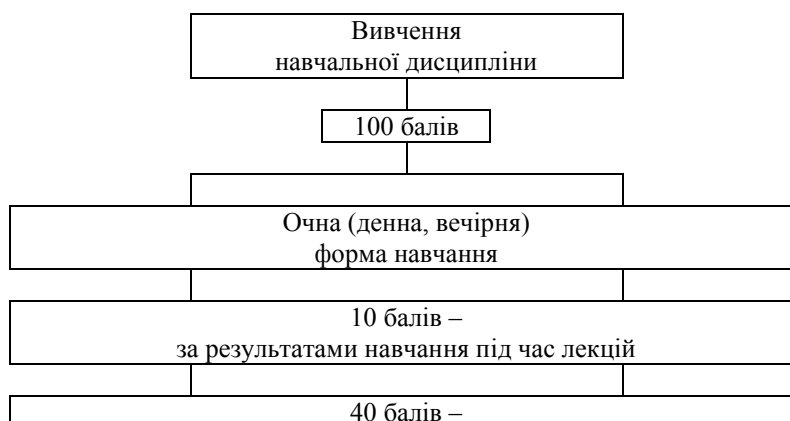 Вивчення
навчальної дисципліни
100 балів
Очна (денна, вечірня)
форма навчання
10 балів –
за результатами навчання під час лекцій
40 балів –